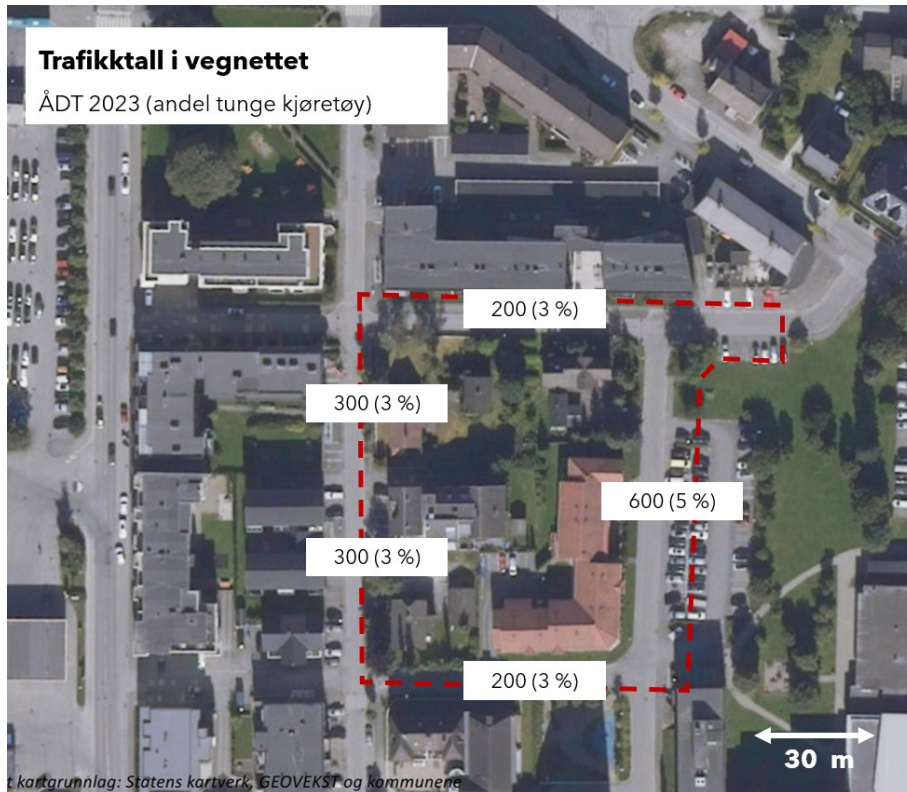 Trafikktall i vegnettet
ÅDT 2023 (andel tunge kjøretøy)
200 (3 %)
300 (3 %)
600 (5 %)
300 (3 %)
200 (3 %)
30 m
t kartgrunnlag: Statens kartverk, GEOVEKST og kommunene